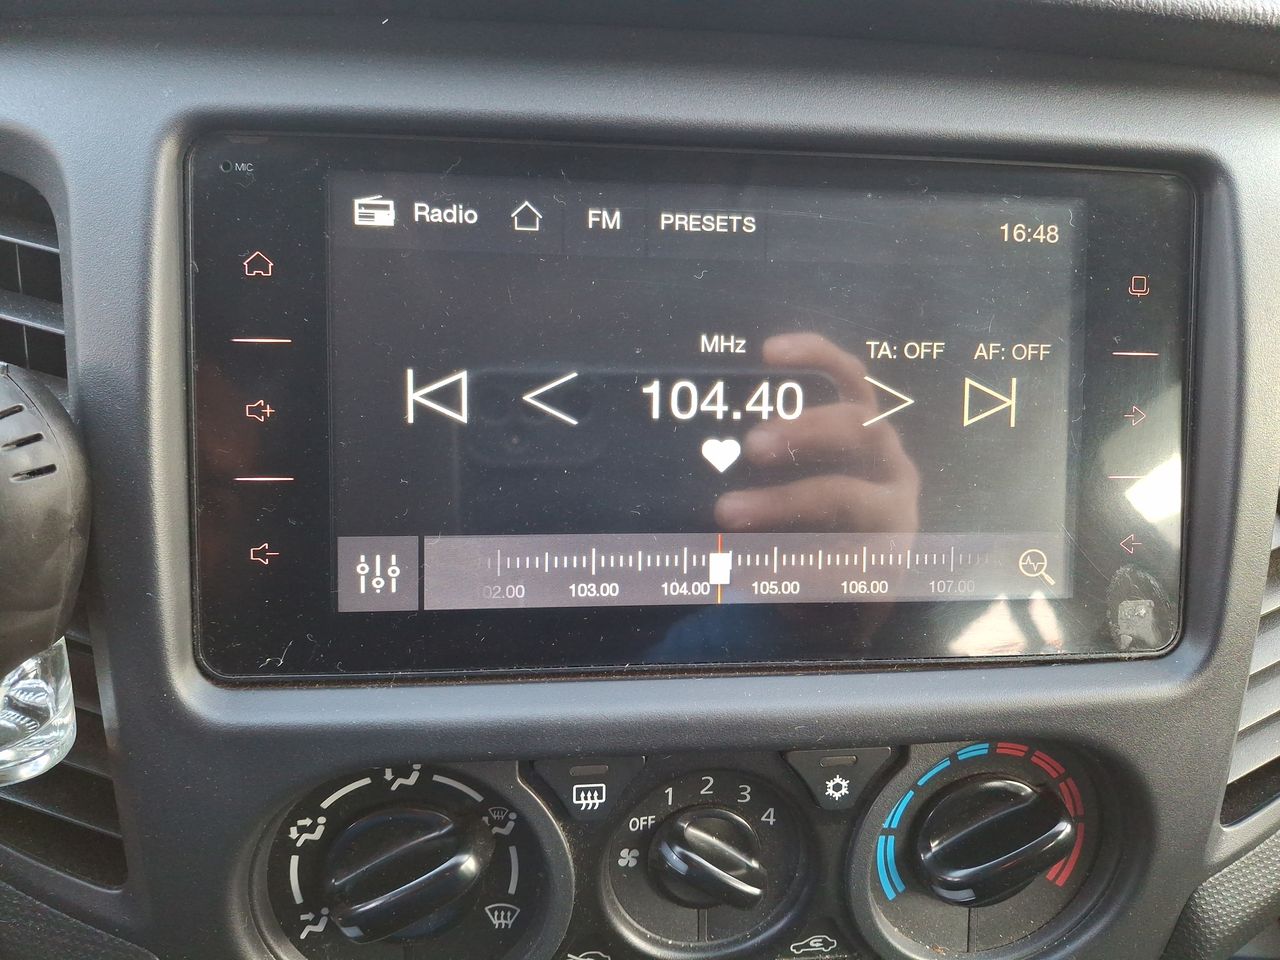 MIC
Radio FM PRESETS 16:48
MHz TA: OFF AF: OFF
104.40
02.00 103.00 104.00 105.00 106.00 107.00
OFF 1 2 3 4